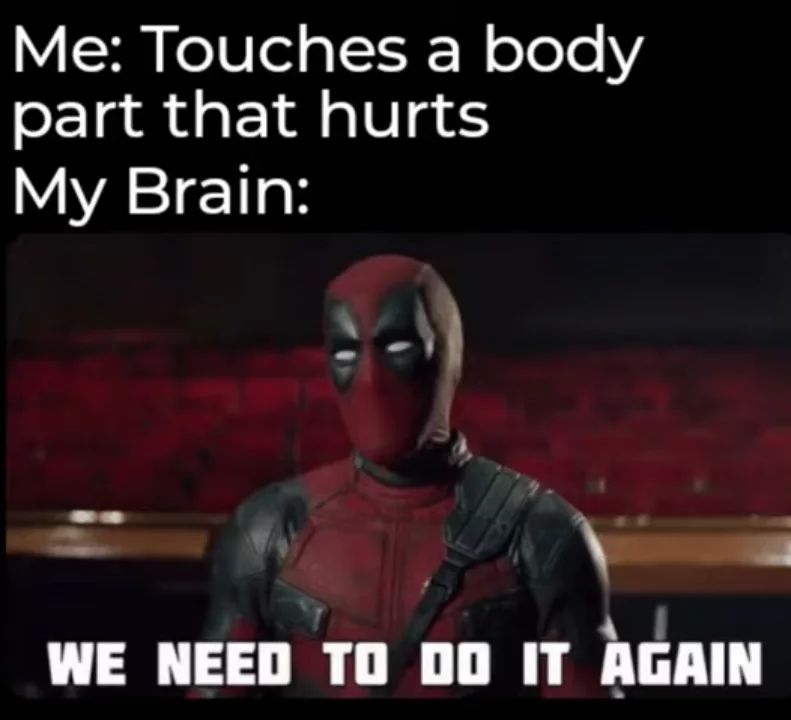 Me: Touches a body
part that hurts
My Brain:
WE NEED TO DO IT AGAIN